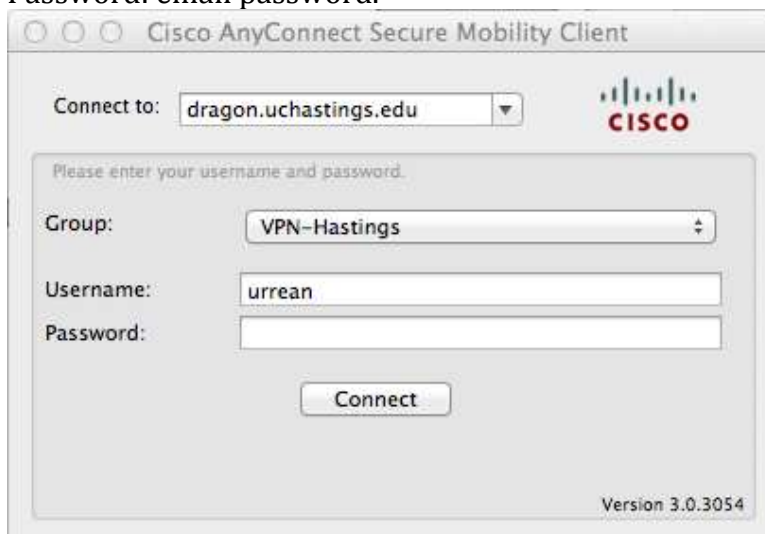 Password: email password.
Cisco AnyConnect Secure Mobility Client
Connect to: dragon.uchastings.edu
CISCO
Please enter your username and password.
Group: VPN-Hastings
Username: urrean
Password:
Connect
Version 3.0.3054